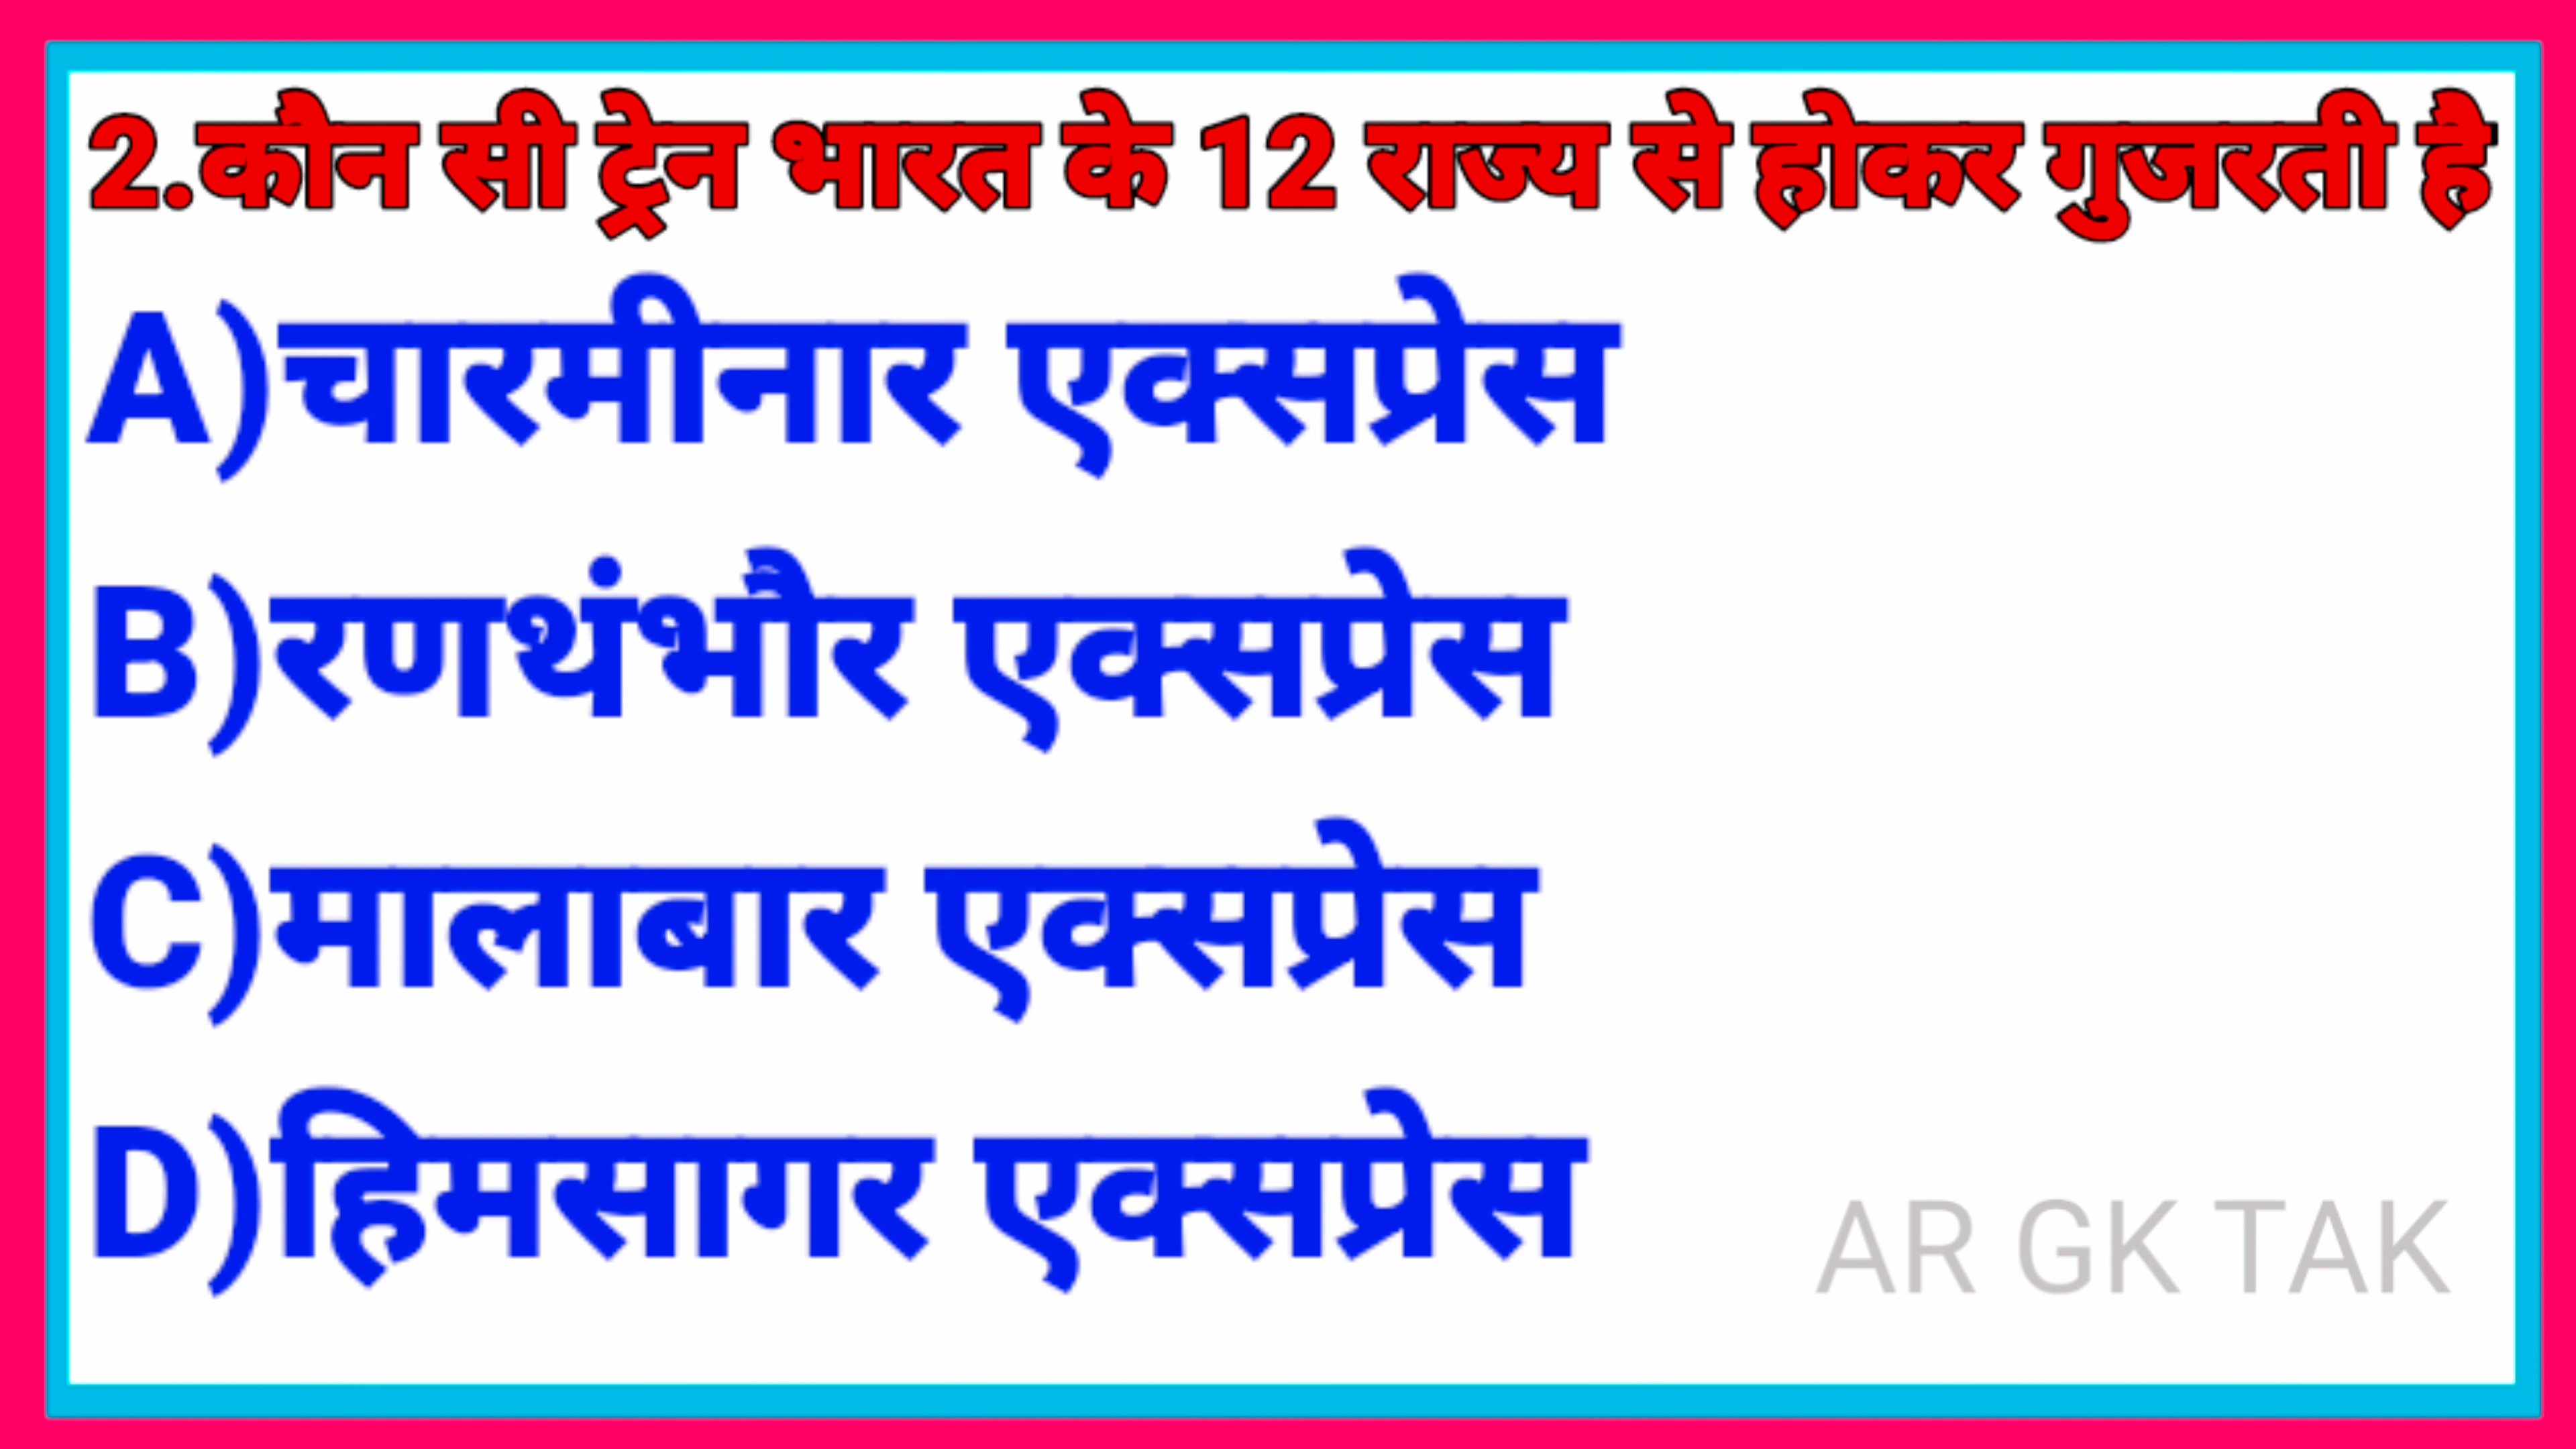 2.कौन सी ट्रेन भारत के 12 राज्य से होकर गुजरती है
A)चारमीनार एक्सप्रेस
B)रणथंभौर एक्सप्रेस
C)मालाबार एक्सप्रेस
D)हिमसागर एक्सप्रेस
AR GK TAK